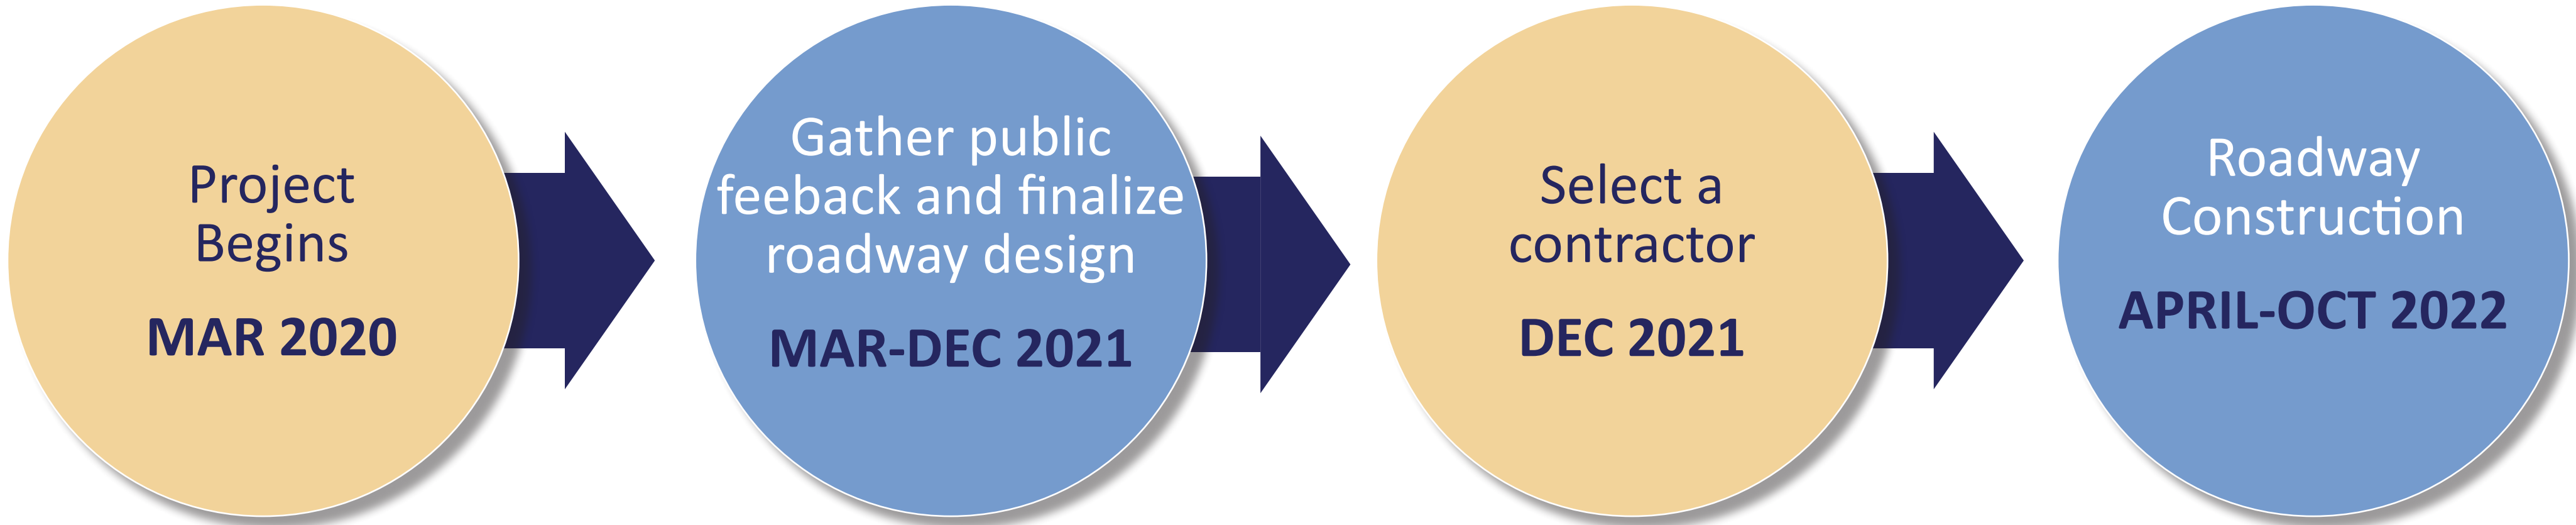 Project
Begins
MAR 2020
Gather public
feeback and finalize
roadway design
MAR-DEC 2021
Select a
contractor
DEC 2021
Roadway
Construction
APRIL-OCT 2022